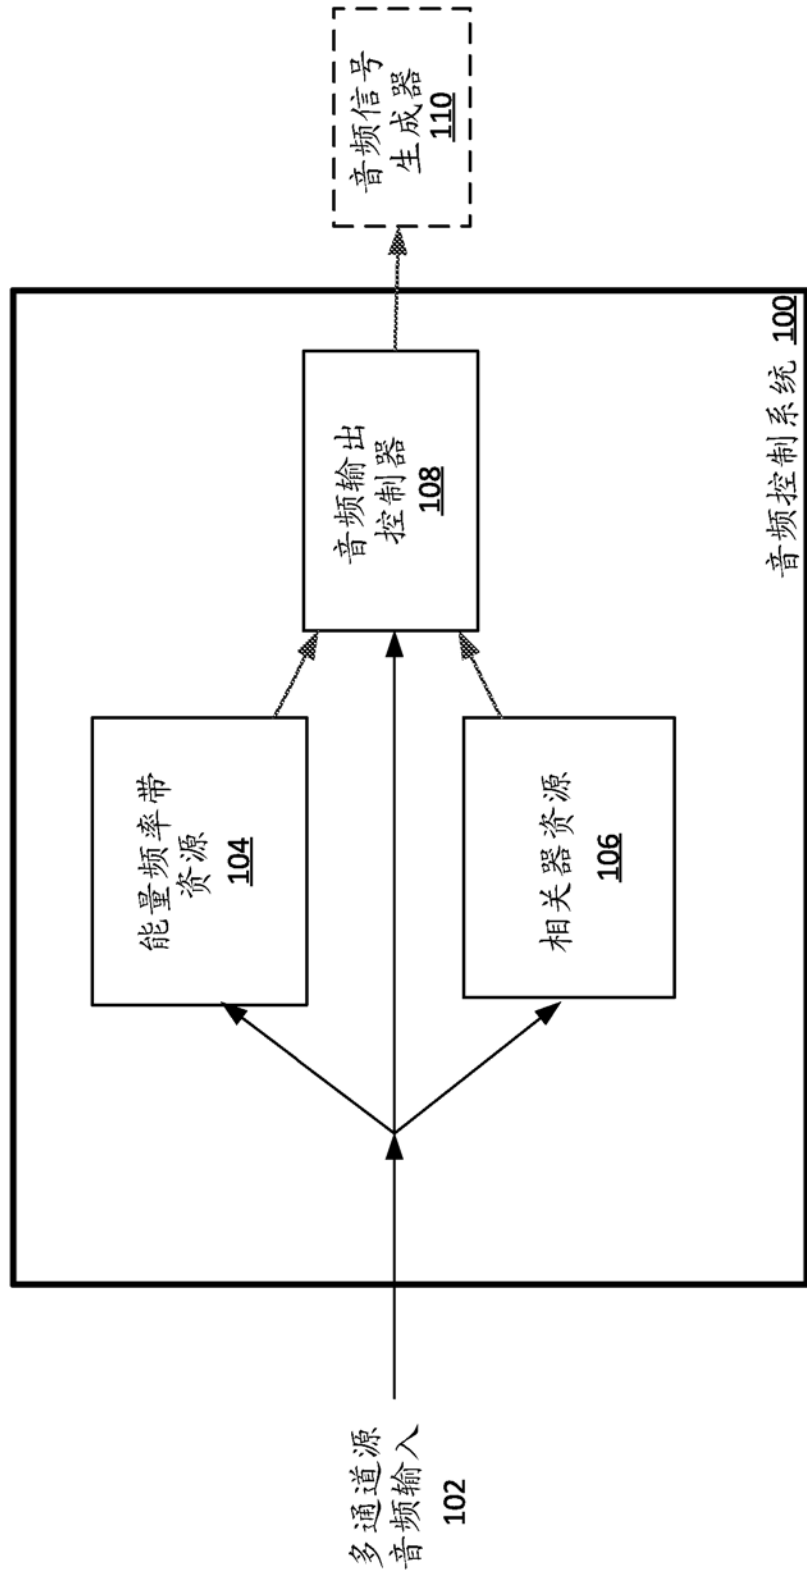 多通道源
音频输入
102
能量频率带
资源
104
相关器资源
106
音频输出
控制器
108
音频控制系统 100
音频信号
生成器
110